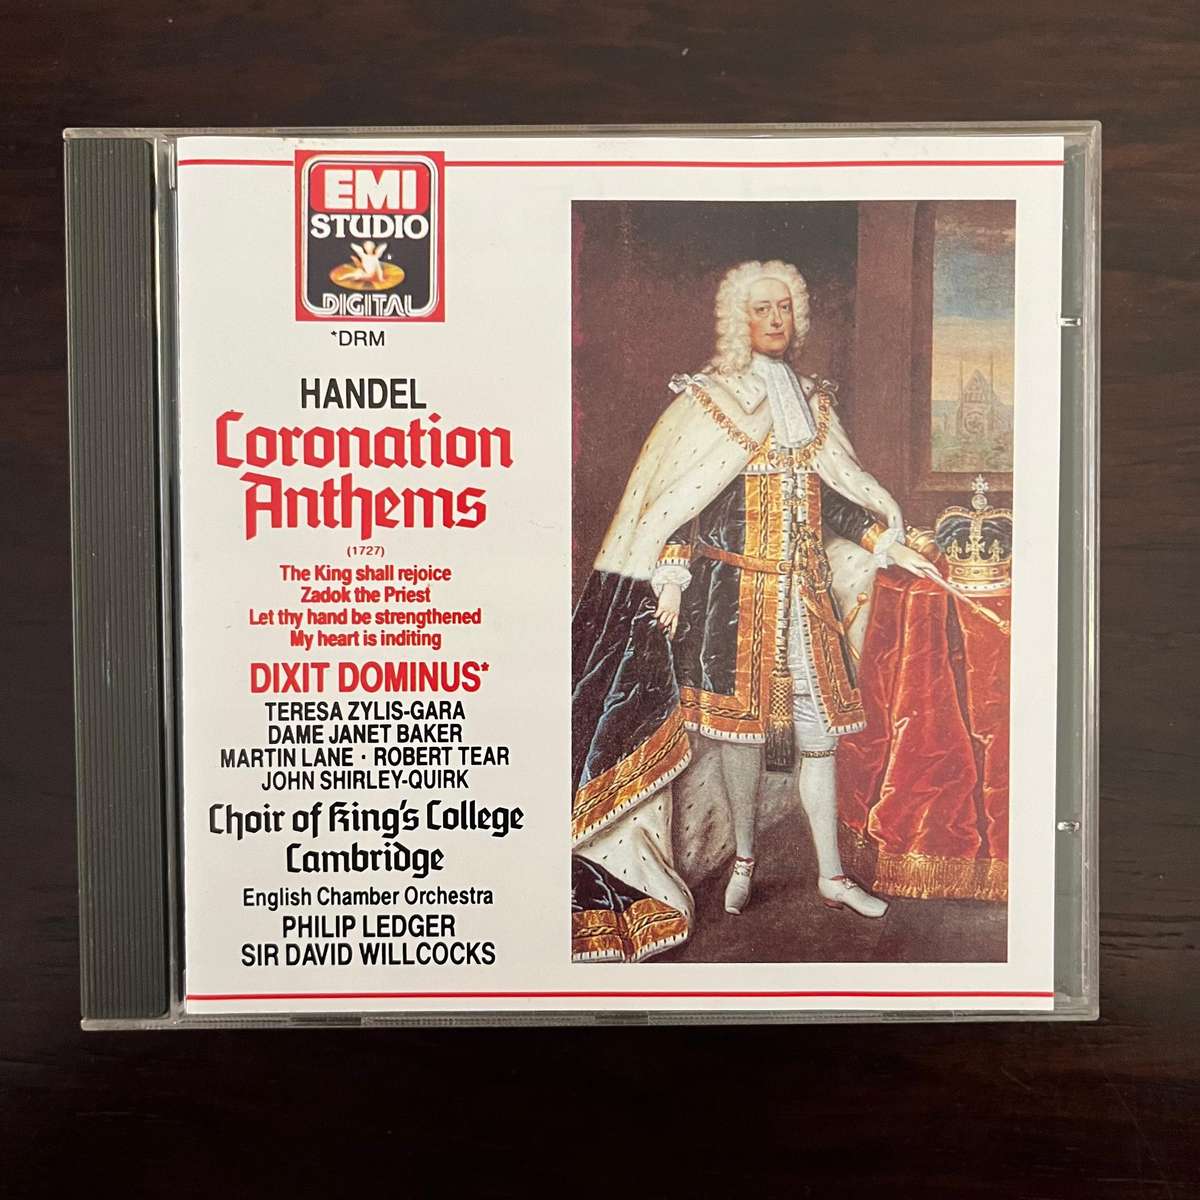 EMI
STUDIO
DIGITAL
*DRM
HANDEL
Coronation
Anthems
(1727)
The King shall rejoice
Zadok the Priest
Let thy hand be strengthened
My heart is inditing
DIXIT DOMINUS*
TERESA ZYLIS-GARA
DAME JANET BAKER
MARTIN LANE · ROBERT TEAR
JOHN SHIRLEY-QUIRK
Choir of King's College
Cambridge
English Chamber Orchestra
PHILIP LEDGER
SIR DAVID WILLCOCKS